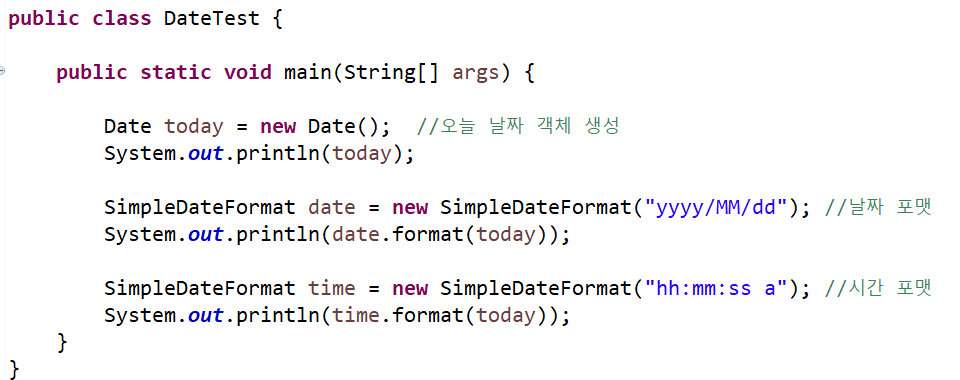 public class DateTest {
public static void main(String[] args) {
Date today = new Date(); //오늘 날짜 객체 생성
System.out.println(today);
SimpleDateFormat date = new SimpleDateFormat("yyyy/MM/dd"); //날짜 포맷
System.out.println(date.format(today));
SimpleDateFormat time = new SimpleDateFormat("hh:mm:ss a"); //시간 포맷
System.out.println(time.format(today));
}
}